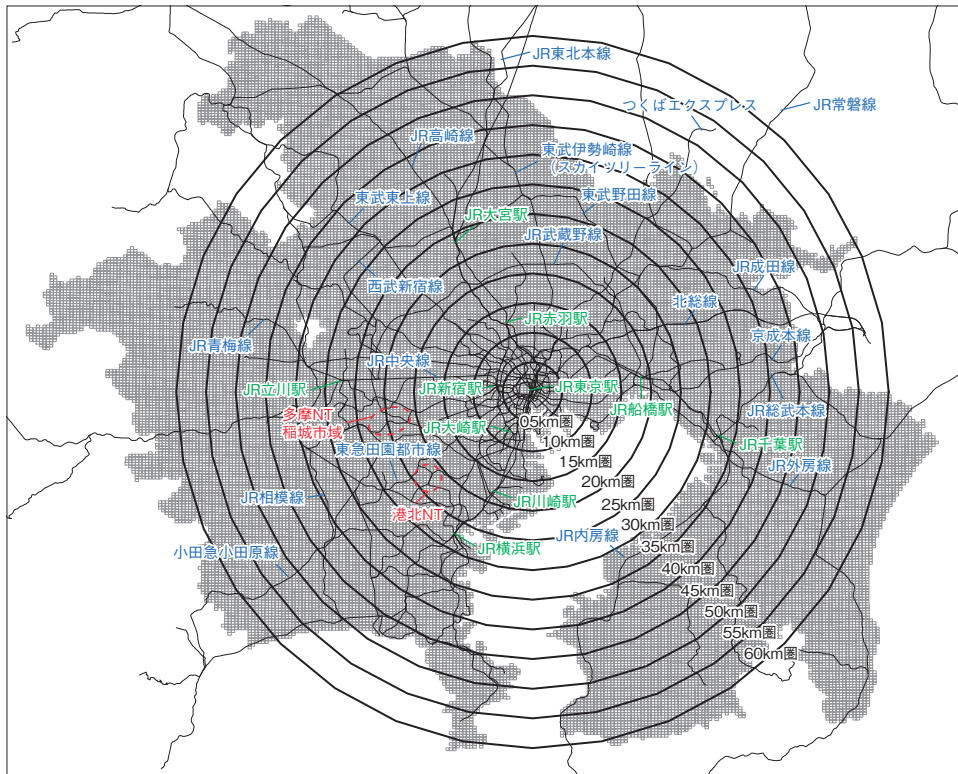 JR東北本線
つくばエクスプレス
JR常磐線
JR高崎線
東武伊勢崎線
(スカイツリーライン)
東武東上線
東武野田線
JR大宮駅
JR武蔵野線
西武新宿線
JR成田線
北総線
JR赤羽駅
JR青梅線
京成本線
JR中央線
JR立川駅
JR新宿駅
JR東京駅
JR船橋駅
JR総武本線
多摩NT
稲城市域
JR大崎駅
05km圏
10km圏
JR千葉駅
東急田園都市線
15km圏
JR外房線
20km圏
JR相模線
JR川崎駅
25km圏
港北NT
30km圏
JR内房線
JR横浜駅
35km圏
小田急小田原線
40km圏
45km圏
50km圏
55km圏
60km圏